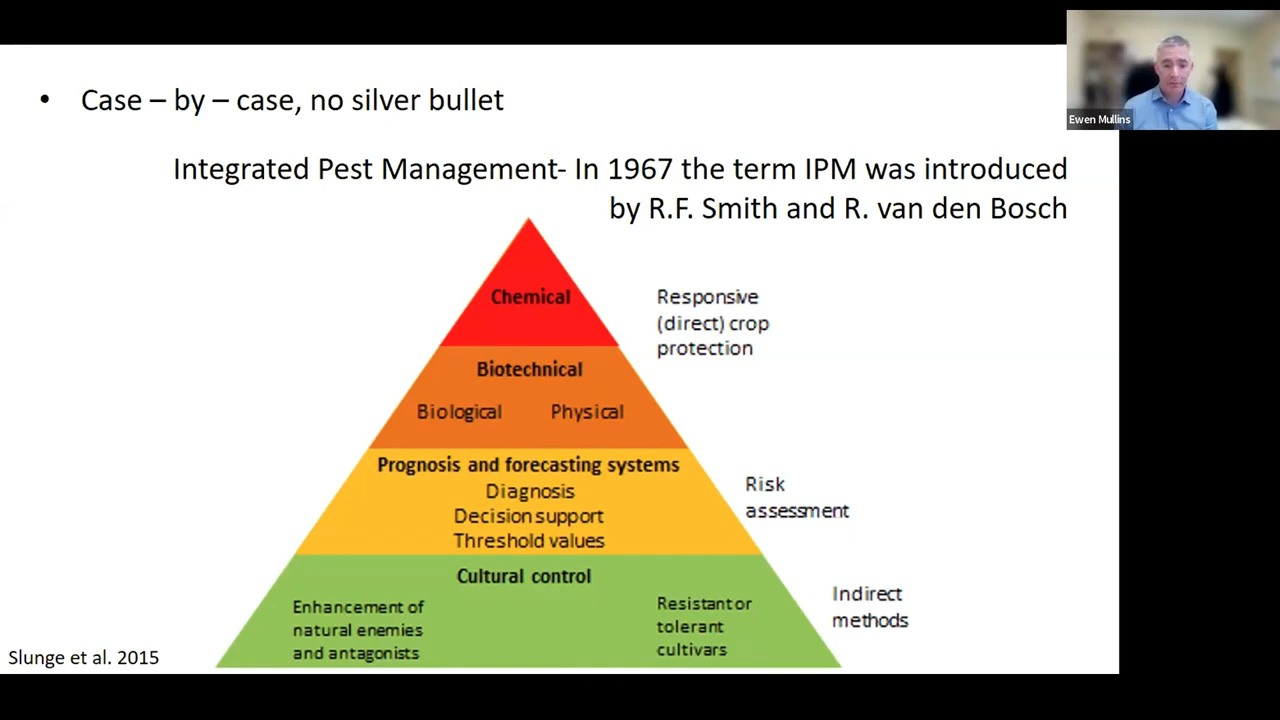 • Case – by – case, no silver bullet
Ewen Mullins
Integrated Pest Management- In 1967 the term IPM was introduced
by R.F. Smith and R. van den Bosch
Chemical
Responsive
(direct) crop
protection
Biotechnical
Biological Physical
Prognosis and forecasting systems
Diagnosis
Decision support
Threshold values
Risk
assessment
Cultural control
Enhancement of
natural enemies
and antagonists
Resistant or
tolerant
cultivars
Indirect
methods
Slunge et al. 2015